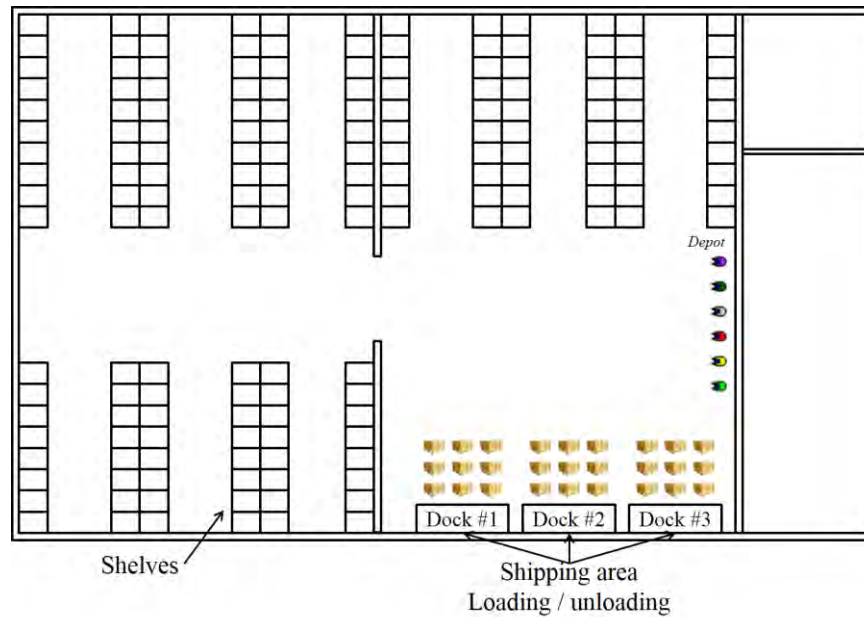 Depot
Dock #1
Dock #2
Dock #3
Shelves
Shipping area
Loading / unloading